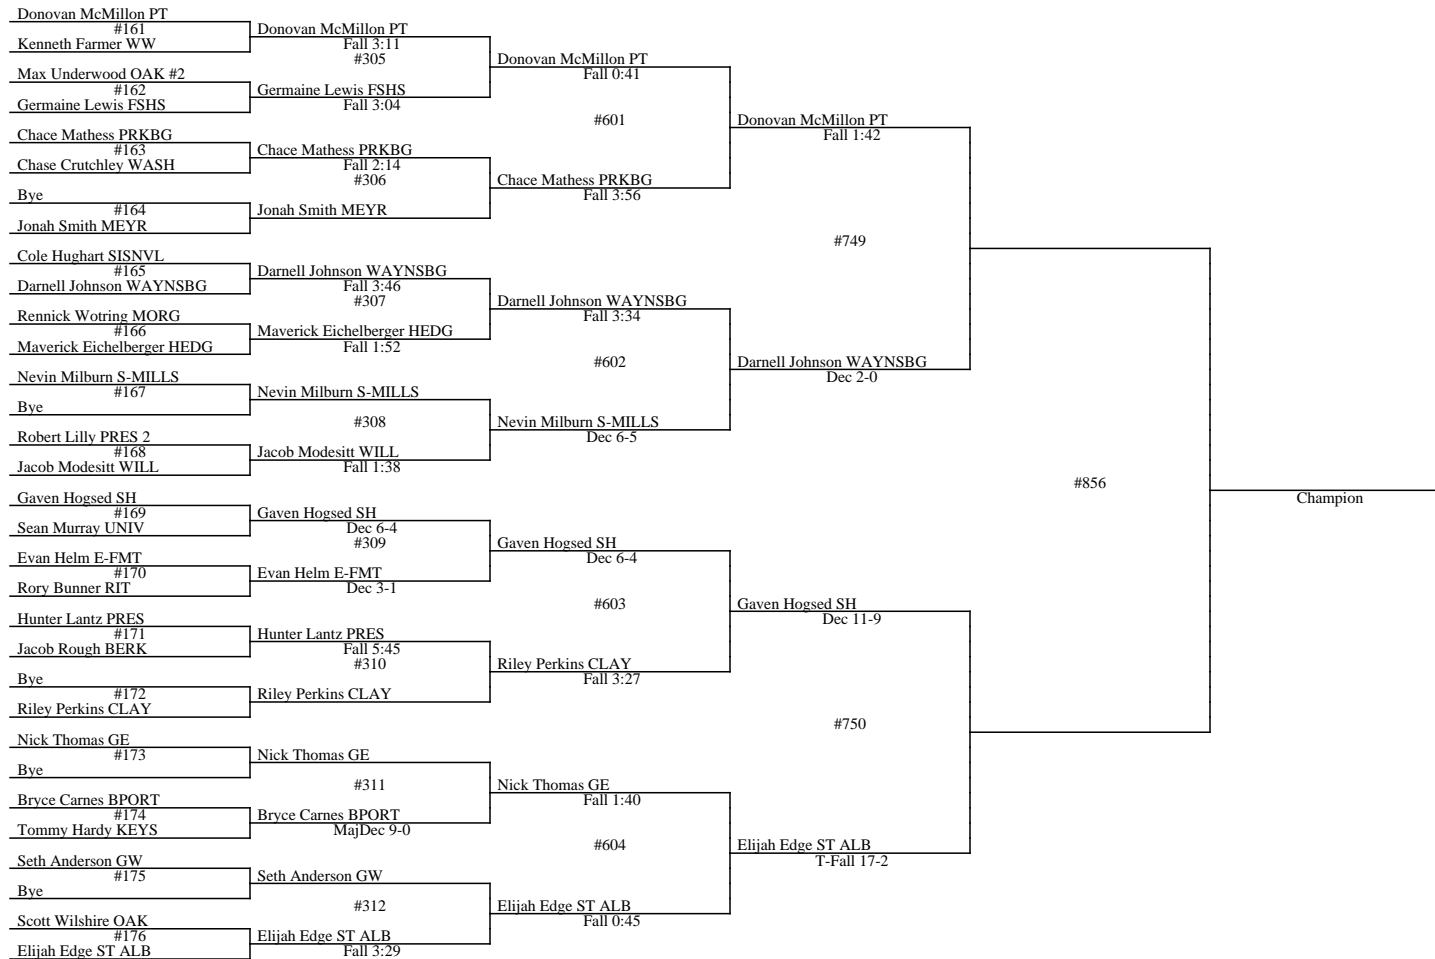 Donovan McMillon PT
#161
Kenneth Farmer WW
Max Underwood OAK #2
#162
Germaine Lewis FSHS
Chace Mathess PRKBG
#163
Chase Crutchley WASH
Bye
#164
Jonah Smith MEYR
Cole Hughart SISNVL
#165
Darnell Johnson WAYNSBG
Rennick Wotring MORG
#166
Maverick Eichelberger HEDG
Nevin Milburn S-MILLS
#167
Bye
Robert Lilly PRES 2
#168
Jacob Modesitt WILL
Gaven Hogsed SH
#169
Sean Murray UNIV
Evan Helm E-FMT
#170
Rory Bunner RIT
Hunter Lantz PRES
#171
Jacob Rough BERK
Bye
#172
Riley Perkins CLAY
Nick Thomas GE
#173
Bye
Bryce Carnes BPORT
#174
Tommy Hardy KEYS
Seth Anderson GW
#175
Bye
Scott Wilshire OAK
#176
Elijah Edge ST ALB
Donovan McMillon PT
Fall 3:11
#305
Germaine Lewis FSHS
Fall 3:04
Chace Mathess PRKBG
Fall 2:14
#306
Jonah Smith MEYR
Darnell Johnson WAYNSBG
Fall 3:46
#307
Maverick Eichelberger HEDG
Fall 1:52
Nevin Milburn S-MILLS
#308
Jacob Modesitt WILL
Fall 1:38
Gaven Hogsed SH
Dec 6-4
#309
Evan Helm E-FMT
Dec 3-1
Hunter Lantz PRES
Fall 5:45
#310
Riley Perkins CLAY
Nick Thomas GE
#311
Bryce Carnes BPORT
MajDec 9-0
Seth Anderson GW
#312
Elijah Edge ST ALB
Fall 3:29
Donovan McMillon PT
Fall 0:41
#601
Chace Mathess PRKBG
Fall 3:56
Darnell Johnson WAYNSBG
Fall 3:34
#602
Nevin Milburn S-MILLS
Dec 6-5
Gaven Hogsed SH
Dec 6-4
#603
Riley Perkins CLAY
Fall 3:27
Nick Thomas GE
Fall 1:40
#604
Elijah Edge ST ALB
Fall 0:45
Donovan McMillon PT
Fall 1:42
#749
Darnell Johnson WAYNSBG
Dec 2-0
Gaven Hogsed SH
Dec 11-9
#750
Elijah Edge ST ALB
T-Fall 17-2
#856
Champion